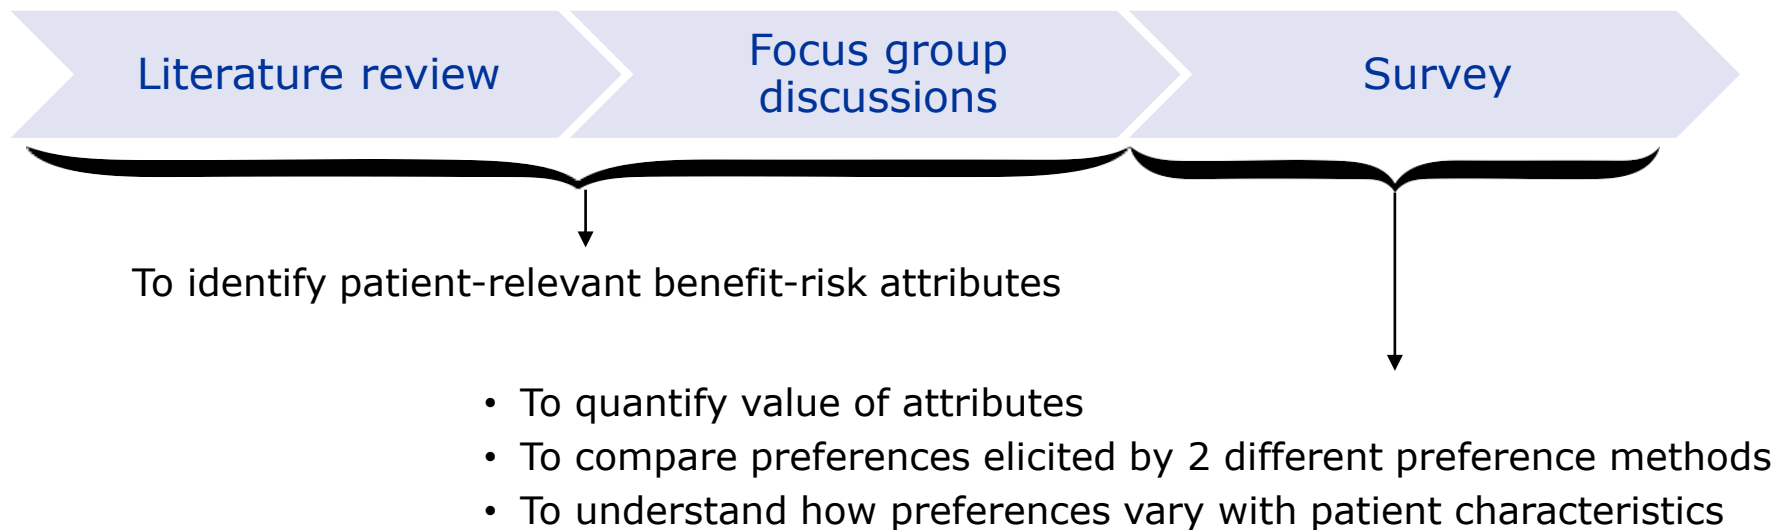 Literature review
Focus group
discussions
Survey
To identify patient-relevant benefit-risk attributes
• To quantify value of attributes
• To compare preferences elicited by 2 different preference methods
• To understand how preferences vary with patient characteristics